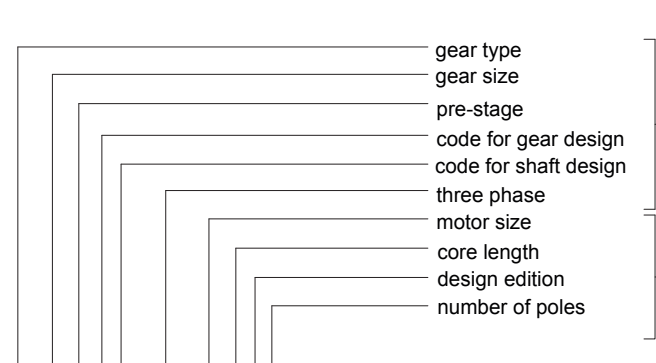 gear type
gear size
pre-stage
code for gear design
code for shaft design
three phase
motor size
core length
design edition
number of poles